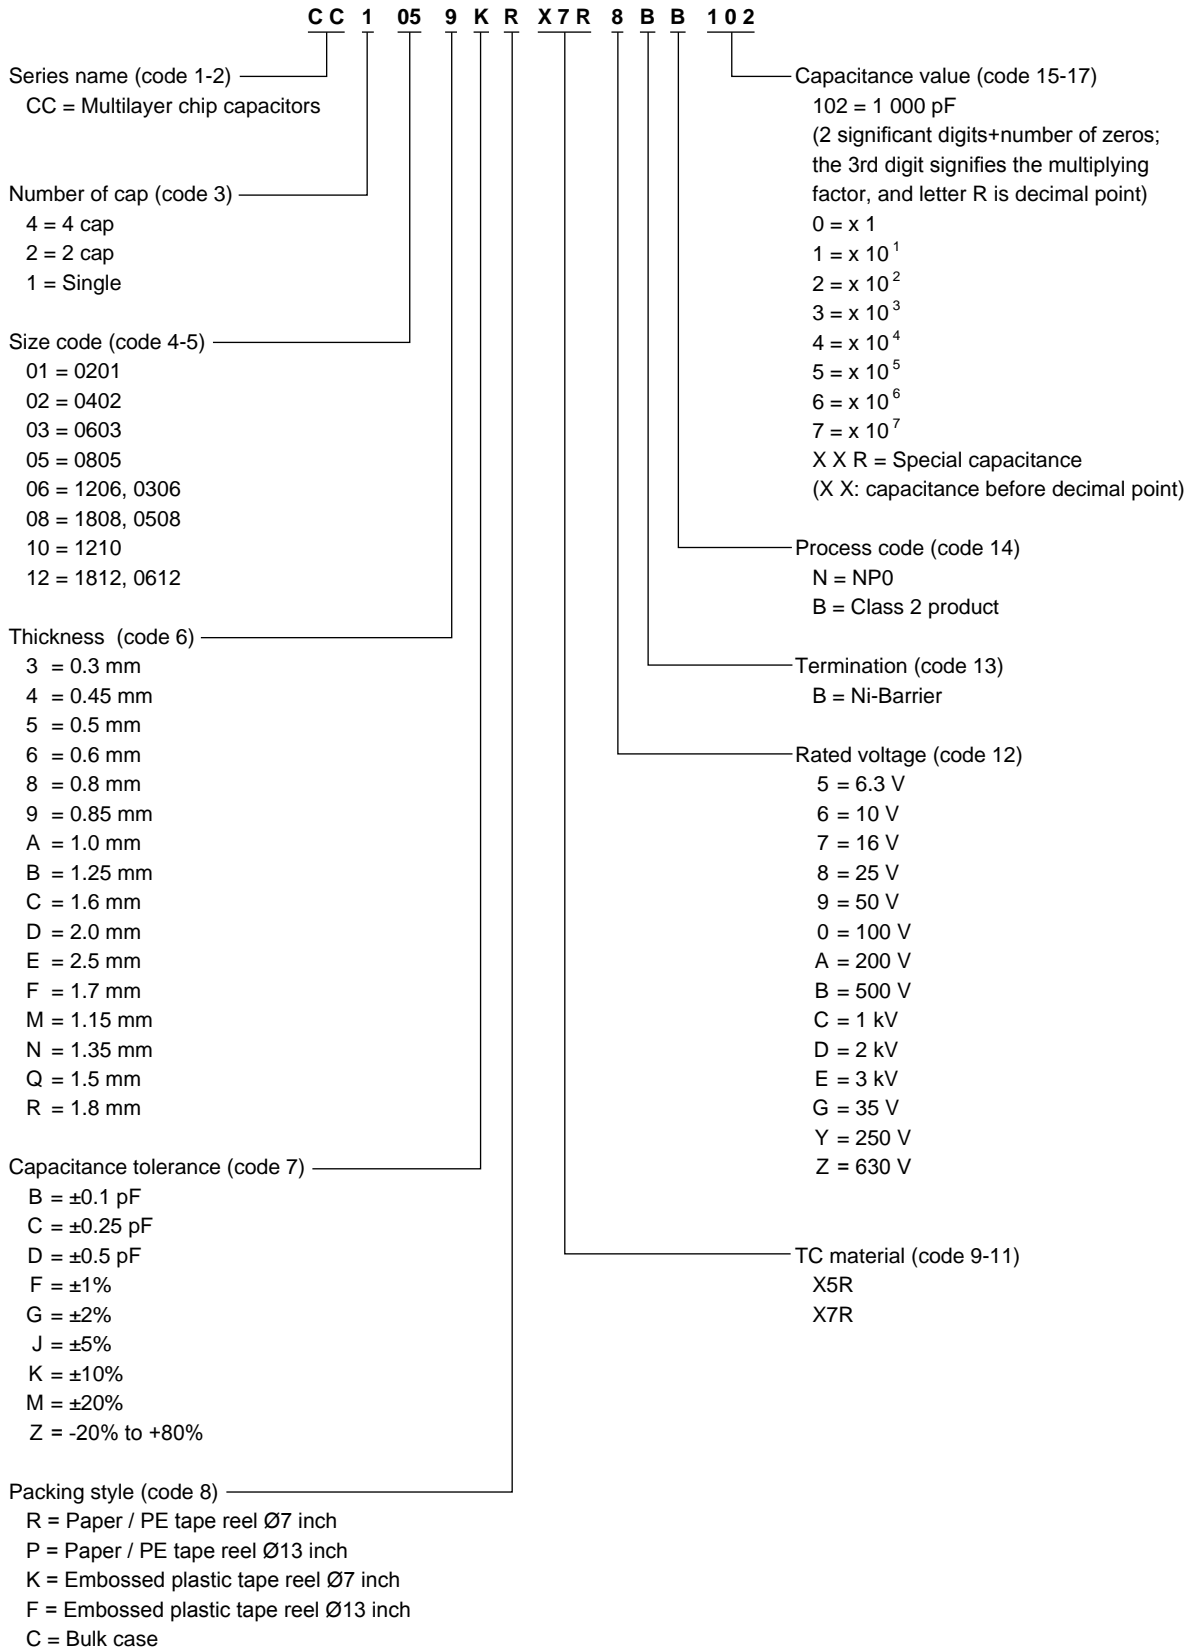 CC 1 05 9 K R X7R 8 B B 102
Series name (code 1-2)
CC = Multilayer chip capacitors
Number of cap (code 3)
4 = 4 cap
2 = 2 cap
1 = Single
Size code (code 4-5)
01 = 0201
02 = 0402
03 = 0603
05 = 0805
06 = 1206, 0306
08 = 1808, 0508
10 = 1210
12 = 1812, 0612
Thickness (code 6)
3 = 0.3 mm
4 = 0.45 mm
5 = 0.5 mm
6 = 0.6 mm
8 = 0.8 mm
9 = 0.85 mm
A = 1.0 mm
B = 1.25 mm
C = 1.6 mm
D = 2.0 mm
E = 2.5 mm
F = 1.7 mm
M = 1.15 mm
N = 1.35 mm
Q = 1.5 mm
R = 1.8 mm
Capacitance tolerance (code 7)
B = ±0.1 pF
C = ±0.25 pF
D = ±0.5 pF
F = ±1%
G = ±2%
J = ±5%
K = ±10%
M = ±20%
Z = -20% to +80%
Packing style (code 8)
R = Paper / PE tape reel Ø7 inch
P = Paper / PE tape reel Ø13 inch
K = Embossed plastic tape reel Ø7 inch
F = Embossed plastic tape reel Ø13 inch
C = Bulk case
Capacitance value (code 15-17)
102 = 1 000 pF
(2 significant digits+number of zeros;
the 3rd digit signifies the multiplying
factor, and letter R is decimal point)
0 = x 1
1 = x 10^1
2 = x 10^2
3 = x 10^3
4 = x 10^4
5 = x 10^5
6 = x 10^6
7 = x 10^7
X X R = Special capacitance
(X X: capacitance before decimal point)
Process code (code 14)
N = NP0
B = Class 2 product
Termination (code 13)
B = Ni-Barrier
Rated voltage (code 12)
5 = 6.3 V
6 = 10 V
7 = 16 V
8 = 25 V
9 = 50 V
0 = 100 V
A = 200 V
B = 500 V
C = 1 kV
D = 2 kV
E = 3 kV
G = 35 V
Y = 250 V
Z = 630 V
TC material (code 9-11)
X5R
X7R